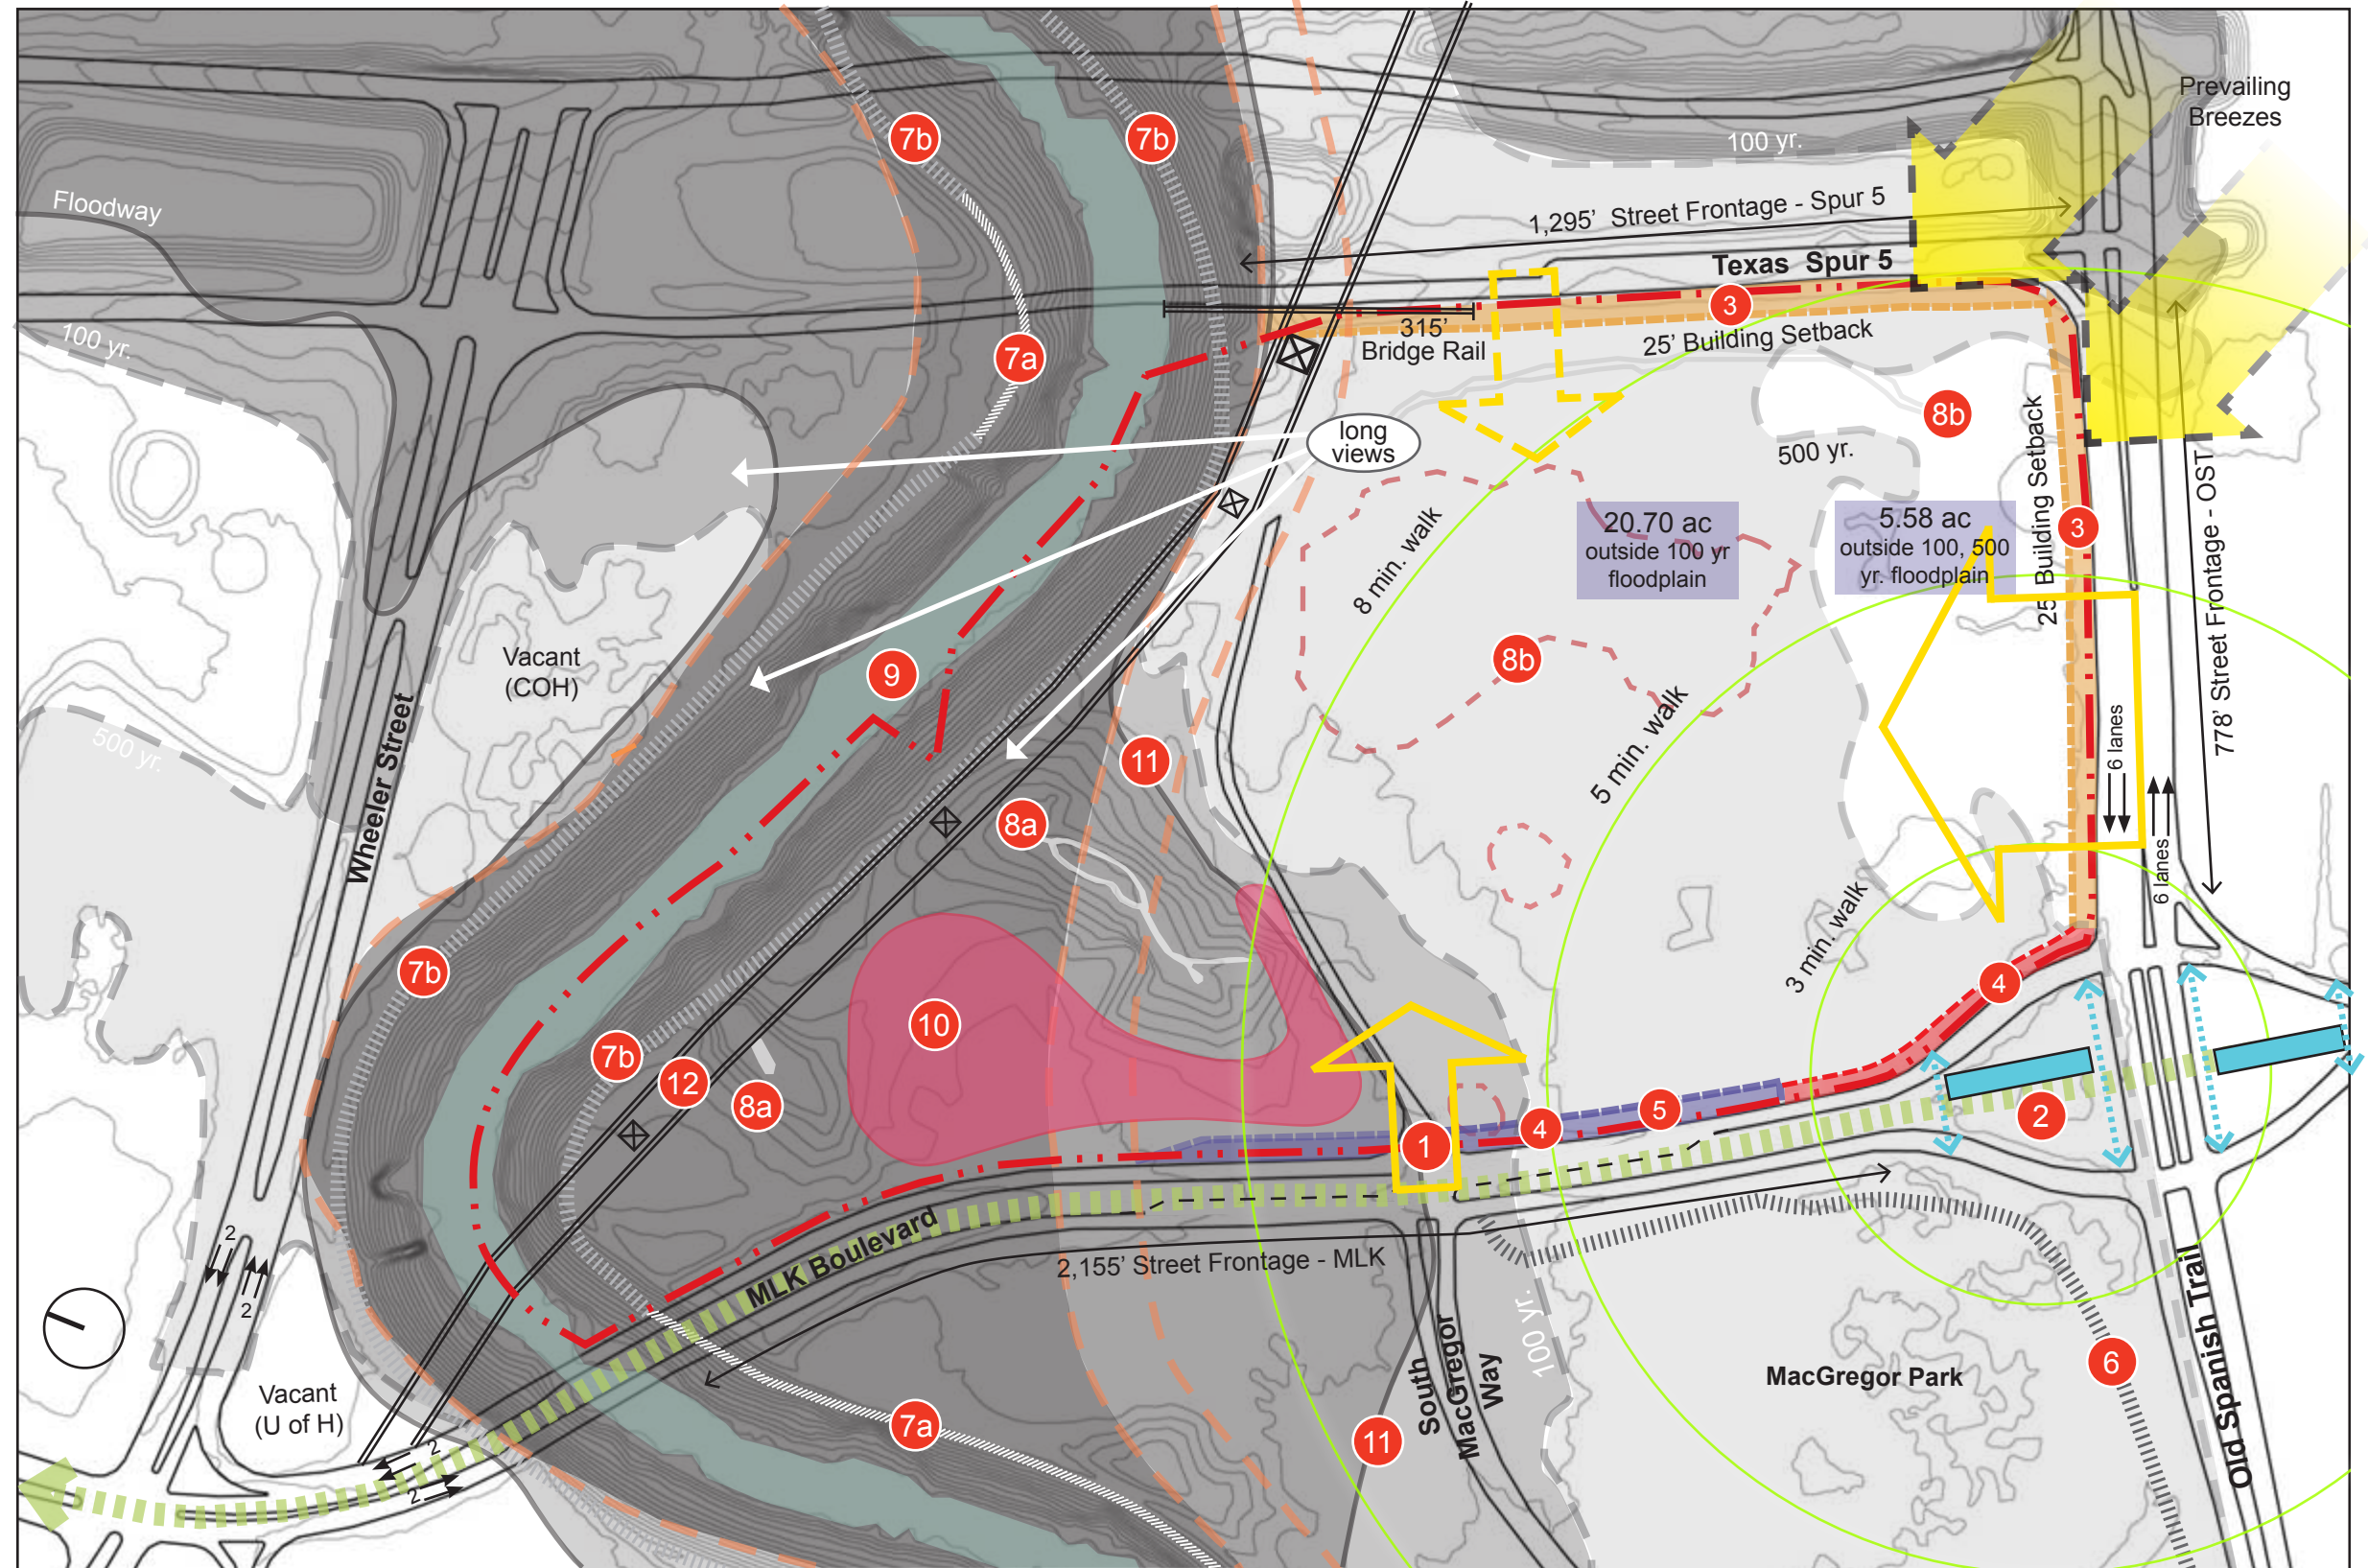 Prevailing
Breezes
7b
7b
100 yr.
Floodway
1,295' Street Frontage - Spur 5
Texas Spur 5
3
315'
Bridge Rail
25' Building Setback
100 yr.
7a
8b
long
views
500 yr.
25' Building Setback
778' Street Frontage - OST
8 min. walk
20.70 ac
outside 100 yr
floodplain
5.58 ac
outside 100, 500
yr. floodplain
3
Vacant
(COH)
9
8b
5 min. walk
500 yr.
Wheeler Street
11
6 lanes
6 lanes
8a
3 min. walk
7b
4
10
7b
12
8a
5
4
1
2
MLK Boulevard
2,155' Street Frontage - MLK
2
2
100 yr.
South
MacGregor
Way
MacGregor Park
6
Old Spanish Trail
Vacant
(U of H)
7a
11
2
2